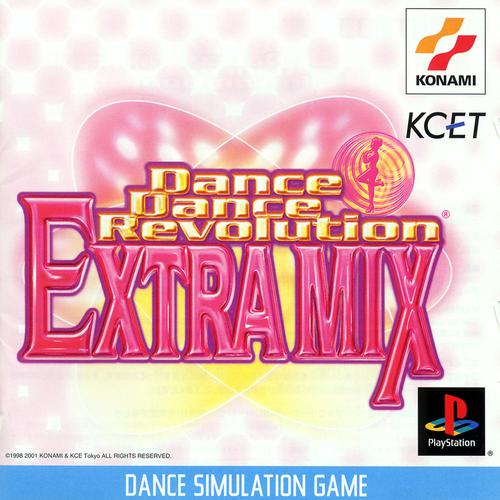 KONAMI
KCET
Dance
Dance
Revolution®
EXTRA MIX
PlayStation®
©1998 2001 KONAMI & KCE Tokyo ALL RIGHTS RESERVED.
DANCE SIMULATION GAME